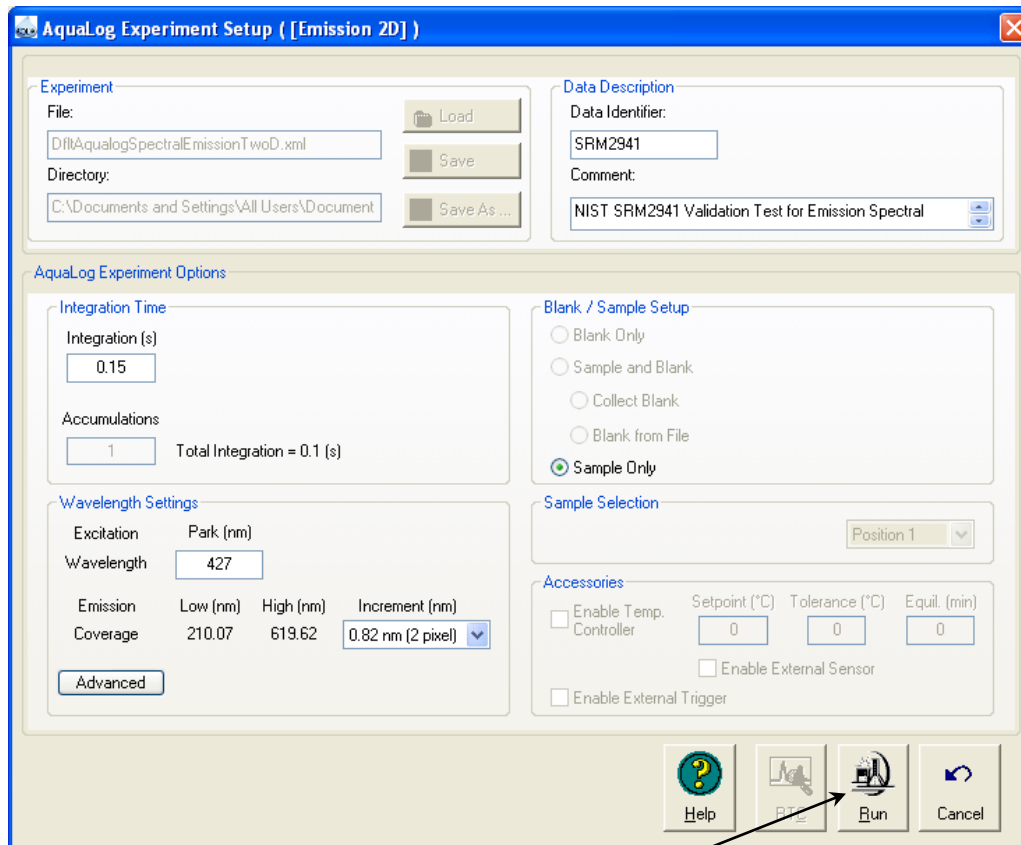 AquaLog Experiment Setup ( [Emission 2D] )
Experiment
File:
DfltAqualogSpectralEmissionTwoD.xml
Directory:
C:\Documents and Settings\All Users\Document
Load
Save
Save As ...
Data Description
Data Identifier:
SRM2941
Comment:
NIST SRM2941 Validation Test for Emission Spectral
AquaLog Experiment Options
Integration Time
Integration (s)
0.15
Accumulations
1 Total Integration = 0.1 (s)
Blank / Sample Setup
Blank Only
Sample and Blank
Collect Blank
Blank from File
Sample Only
Wavelength Settings
Excitation Park (nm)
Wavelength 427
Emission Low (nm) High (nm) Increment (nm)
Coverage 210.07 619.62 0.82 nm (2 pixel)
Advanced
Sample Selection
Position 1
Accessories
Enable Temp. Controller
Setpoint (°C) Tolerance (°C) Equil. (min)
0 0 0
Enable External Sensor
Enable External Trigger
Help
RTC
Run
Cancel